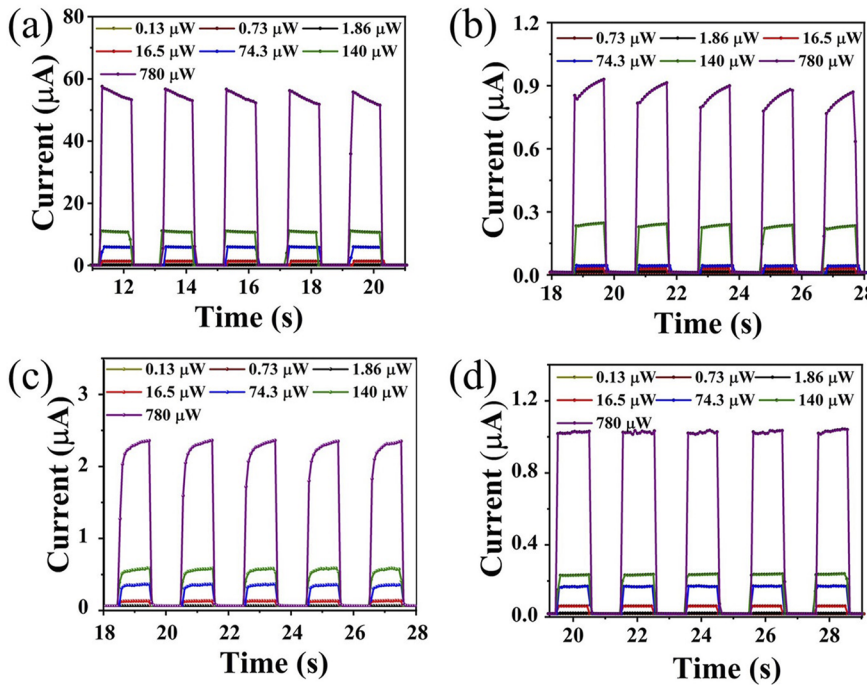 (a)
0.13 μW 0.73 μW 1.86 μW
16.5 μW 74.3 μW 140 μW
780 μW
80
60
40
20
0
Current (μA)
12 14 16 18 20
Time (s)
(b)
0.73 μW 1.86 μW 16.5 μW
74.3 μW 140 μW 780 μW
1.2
0.9
0.6
0.3
0.0
Current (μA)
18 20 22 24 26 28
Time (s)
(c)
0.13 μW 0.73 μW 1.86 μW
16.5 μW 74.3 μW 140 μW
780 μW
3
2
1
0
Current (μA)
18 20 22 24 26 28
Time (s)
(d)
0.13 μW 0.73 μW 1.86 μW
16.5 μW 74.3 μW 140 μW
780 μW
1.2
0.8
0.4
0.0
Current (μA)
20 22 24 26 28
Time (s)